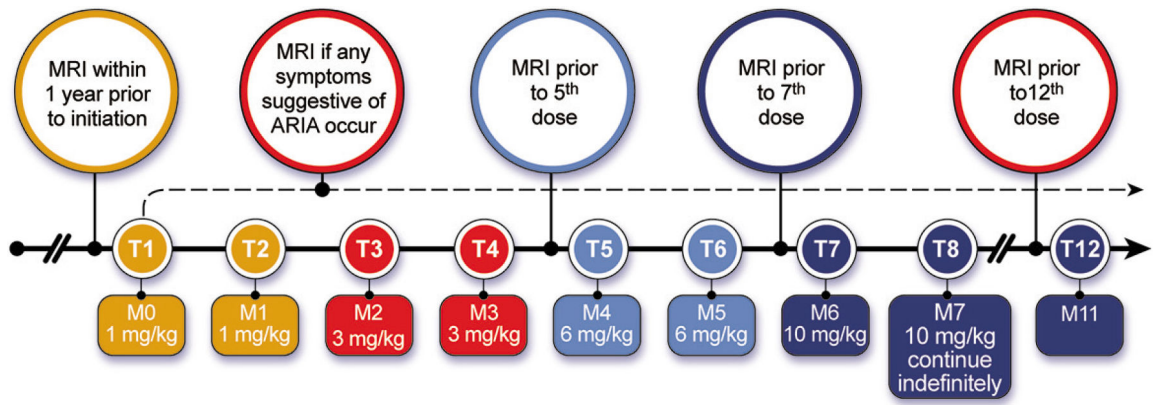 MRI within
1 year prior
to initiation
MRI if any
symptoms
suggestive of
ARIA occur
MRI prior
to 5th
dose
MRI prior
to 7th
dose
MRI prior
to12th
dose
T1
T2
T3
T4
T5
T6
T7
T8
T12
M0
1 mg/kg
M1
1 mg/kg
M2
3 mg/kg
M3
3 mg/kg
M4
6 mg/kg
M5
6 mg/kg
M6
10 mg/kg
M7
10 mg/kg
continue
indefinitely
M11